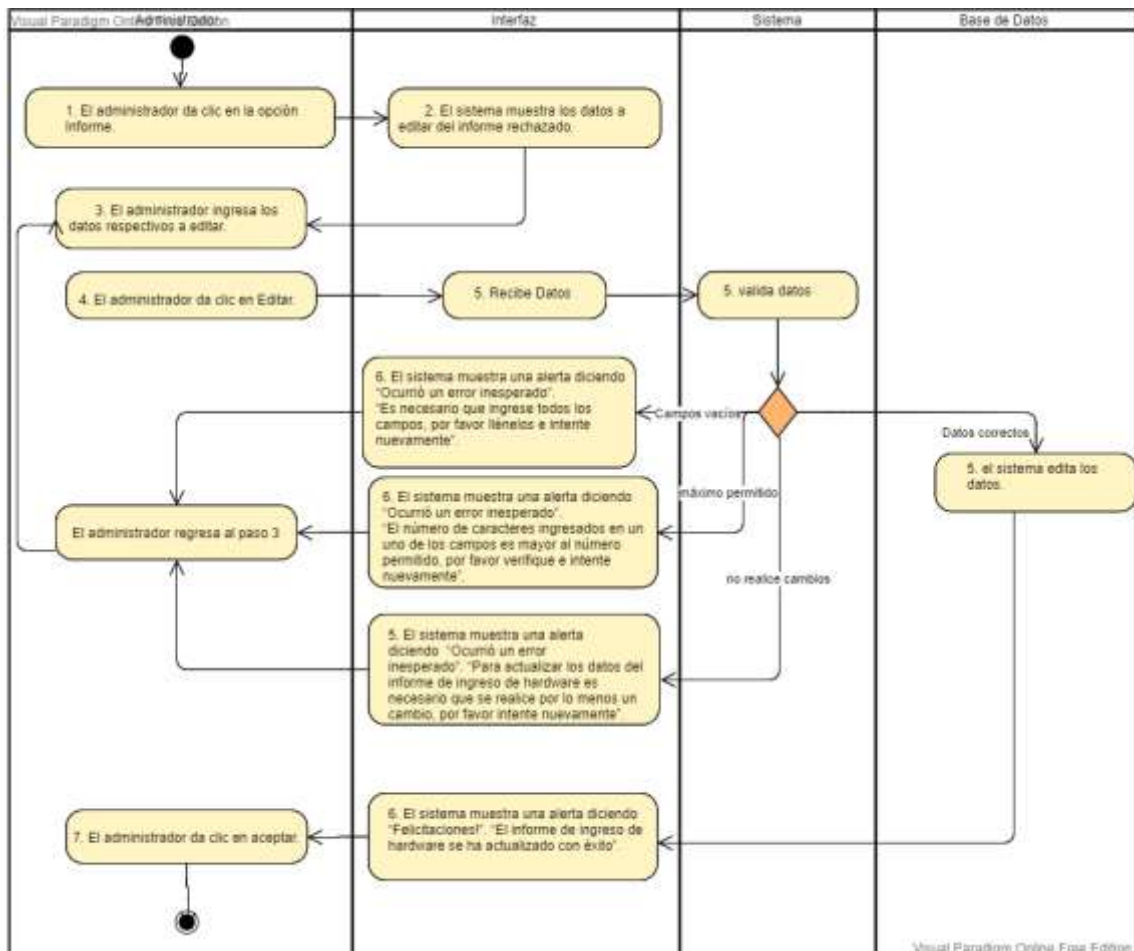 Visual Paradigm Online Free Edition
Administrador
Interfaz
Sistema
Base de Datos
1. El administrador da clic en la opción
Informe.
2. El sistema muestra los datos a
editar del informe rechazado.
3. El administrador ingresa los
datos respectivos a editar.
4. El administrador da clic en Editar.
5. Recibe Datos
5. valida datos
6. El sistema muestra una alerta diciendo
“Ocurrió un error inesperado”.
“Es necesario que ingrese todos los
campos, por favor llénelos e intente
nuevamente”
Campos vacíos
Datos correctos
5. el sistema edita los
datos.
máximo permitido
6. El sistema muestra una alerta diciendo
“Ocurrió un error inesperado”.
“El número de caracteres ingresados en un
uno de los campos es mayor al número
permitido, por favor verifique e intente
nuevamente”.
El administrador regresa al paso 3
no realice cambios
5. El sistema muestra una alerta
diciendo “Ocurrió un error
inesperado”. “Para actualizar los datos del
informe de ingreso de hardware es
necesario que se realice por lo menos un
cambio, por favor intente nuevamente”
6. El sistema muestra una alerta diciendo
“Felicitaciones!”. “El informe de ingreso de
hardware se ha actualizado con éxito”.
7. El administrador da clic en aceptar.
Visual Paradigm Online Free Edition